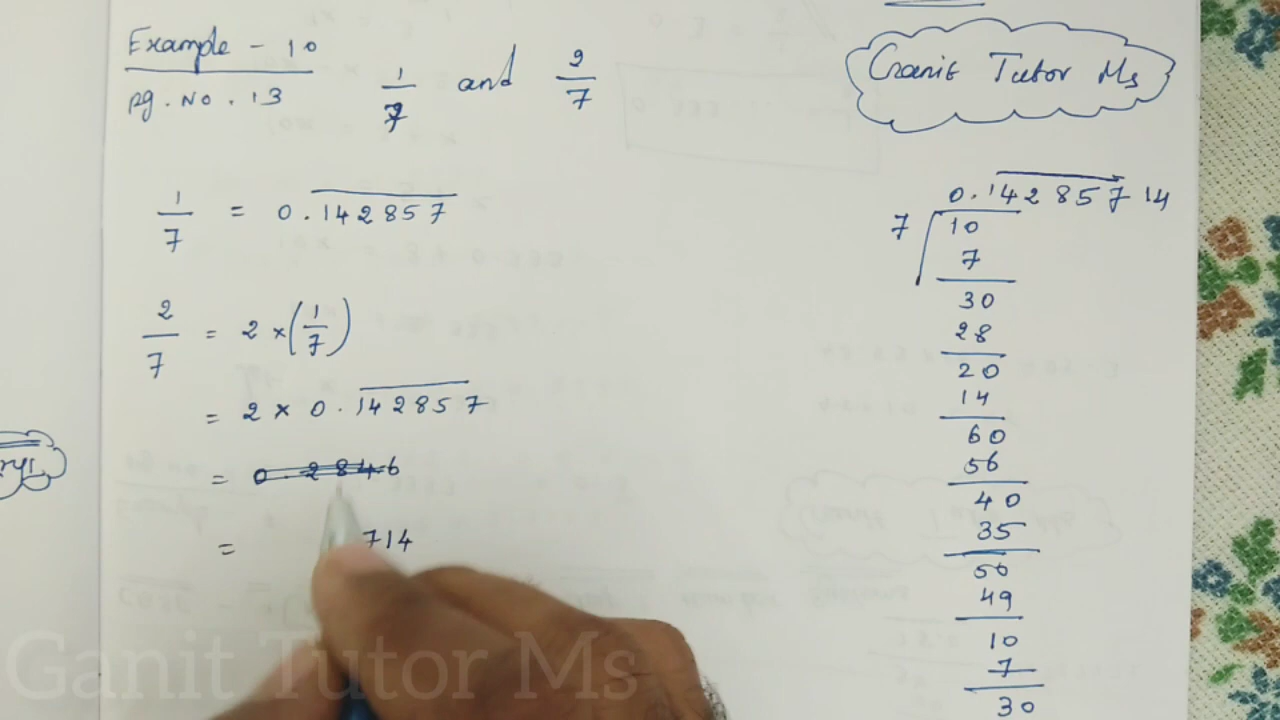 Example - 10
pg. No. 13
1/7 and 2/7
Ganit Tutor Ms
1/7 = 0.142857
2/7 = 2 × (1/7)
= 2 × 0.142857
= 0.2846
= 714
0.142857 14
7 10
7
30
28
20
14
60
56
40
35
50
49
10
7
30
Ganit Tutor Ms